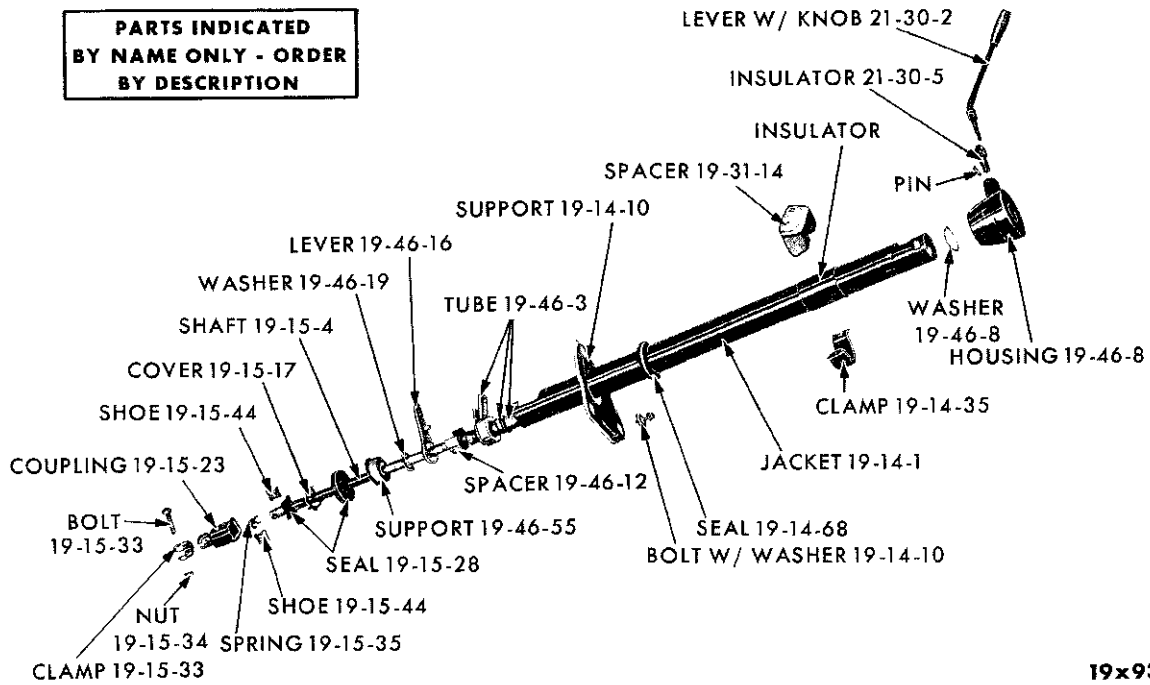 PARTS INDICATED
BY NAME ONLY - ORDER
BY DESCRIPTION
LEVER W/ KNOB 21-30-2
INSULATOR 21-30-5
INSULATOR
SPACER 19-31-14
PIN
SUPPORT 19-14-10
LEVER 19-46-16
WASHER 19-46-19
TUBE 19-46-3
SHAFT 19-15-4
WASHER
19-46-8
HOUSING 19-46-8
COVER 19-15-17
CLAMP 19-14-35
SHOE 19-15-44
COUPLING 19-15-23
JACKET 19-14-1
SPACER 19-46-12
BOLT
19-15-33
SUPPORT 19-46-55
SEAL 19-14-68
SEAL 19-15-28
BOLT W/ WASHER 19-14-10
SHOE 19-15-44
NUT
19-15-34
SPRING 19-15-35
CLAMP 19-15-33